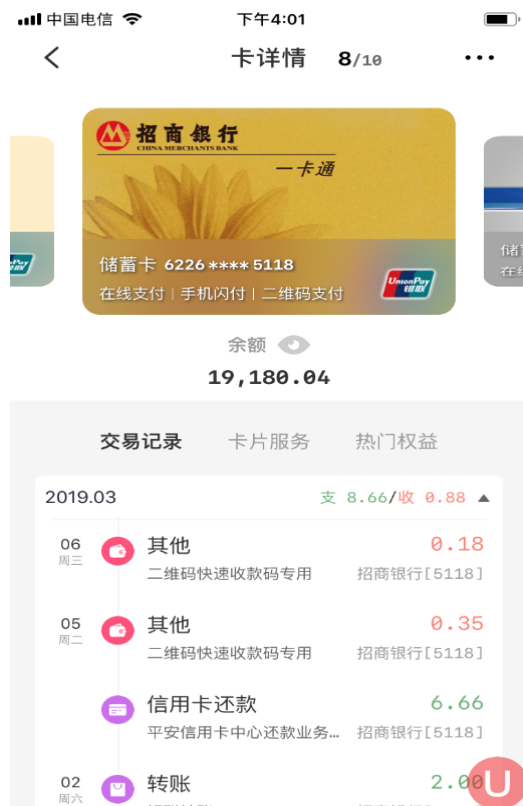 中国电信 下午4:01
卡详情 8/10
招商银行
CHINA MERCHANTS BANK
一卡通
储蓄卡 6226 **** 5118
在线支付 | 手机闪付 | 二维码支付
UnionPay
银联
余额
19,180.04
交易记录 卡片服务 热门权益
2019.03 支 8.66/收 0.88
06 其他 0.18
周三 二维码快速收款码专用 招商银行[5118]
05 其他 0.35
周二 二维码快速收款码专用 招商银行[5118]
信用卡还款 6.66
平安信用卡中心还款业务... 招商银行[5118]
02 转账 2.00
周六
U